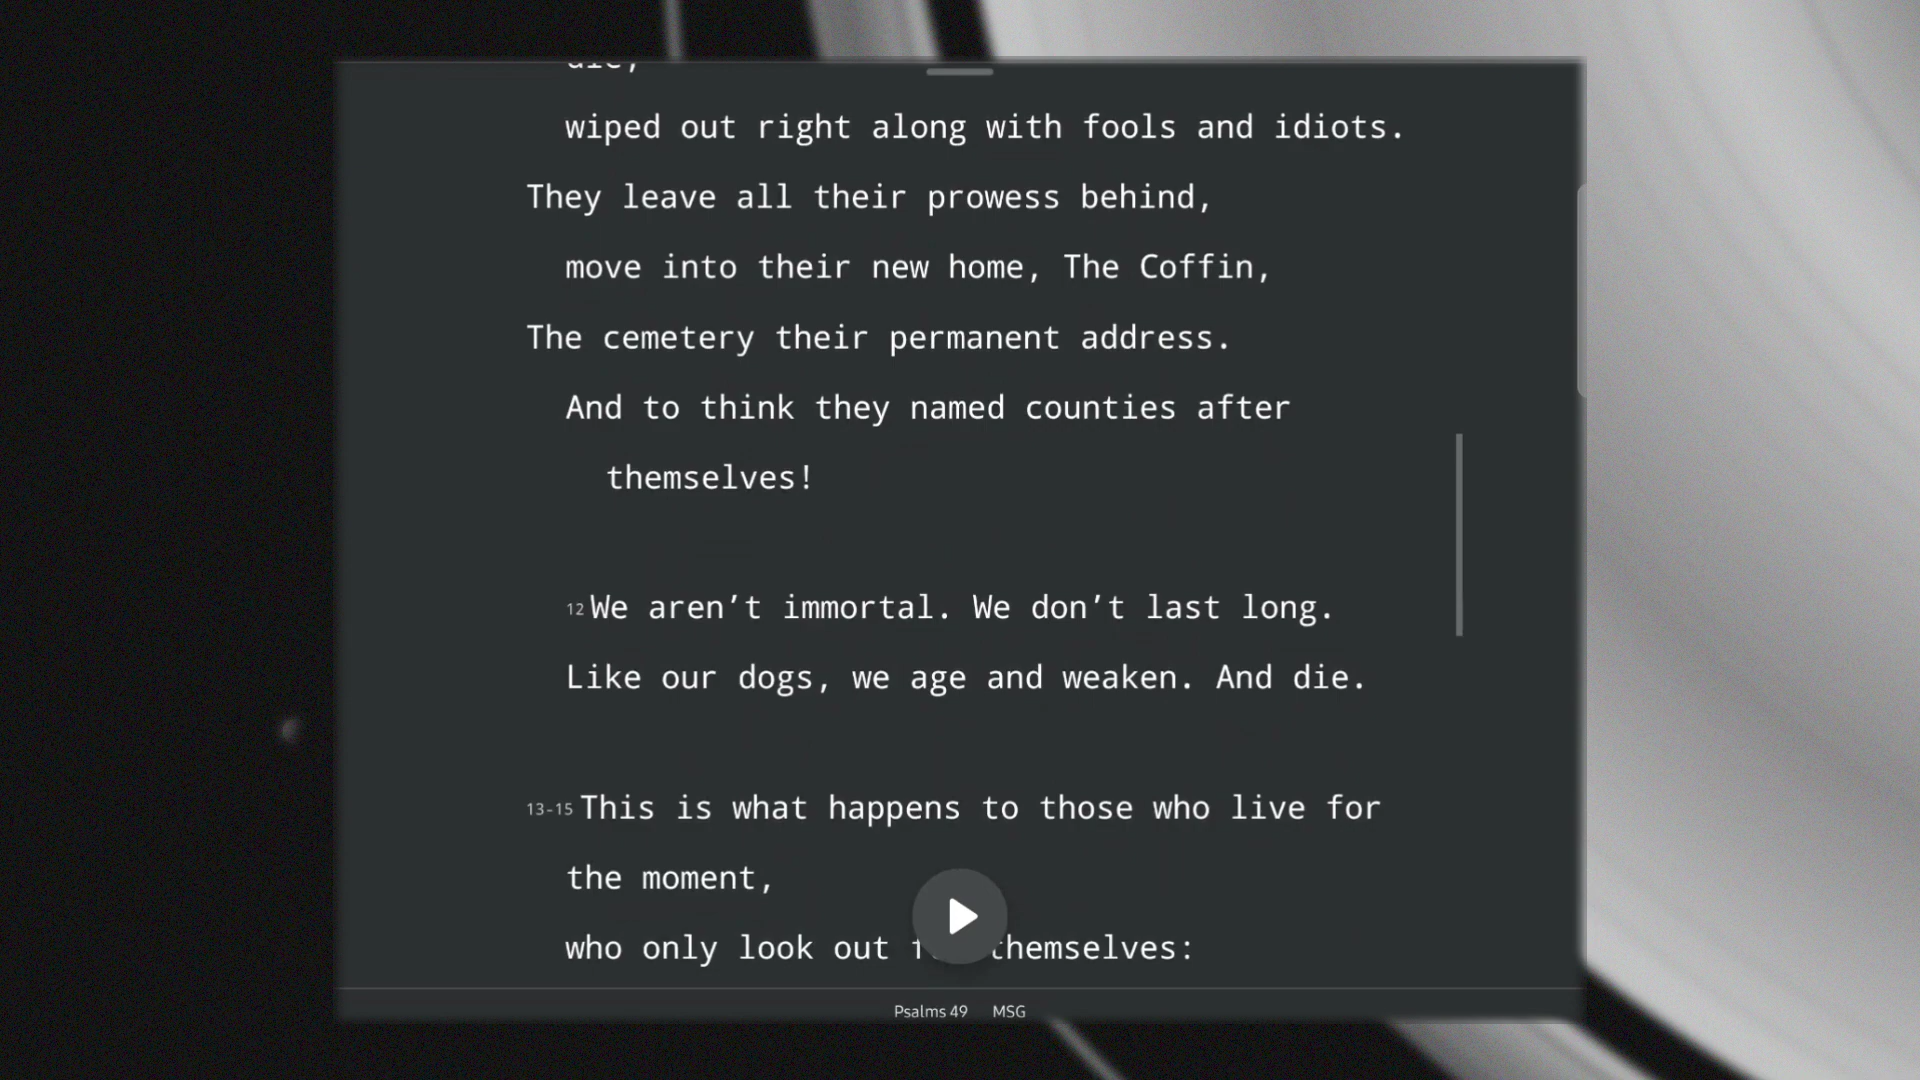 die,
wiped out right along with fools and idiots.
They leave all their prowess behind,
move into their new home, The Coffin,
The cemetery their permanent address.
And to think they named counties after
themselves!
12 We aren’t immortal. We don’t last long.
Like our dogs, we age and weaken. And die.
13-15 This is what happens to those who live for
the moment,
who only look out themselves:
Psalms 49 MSG